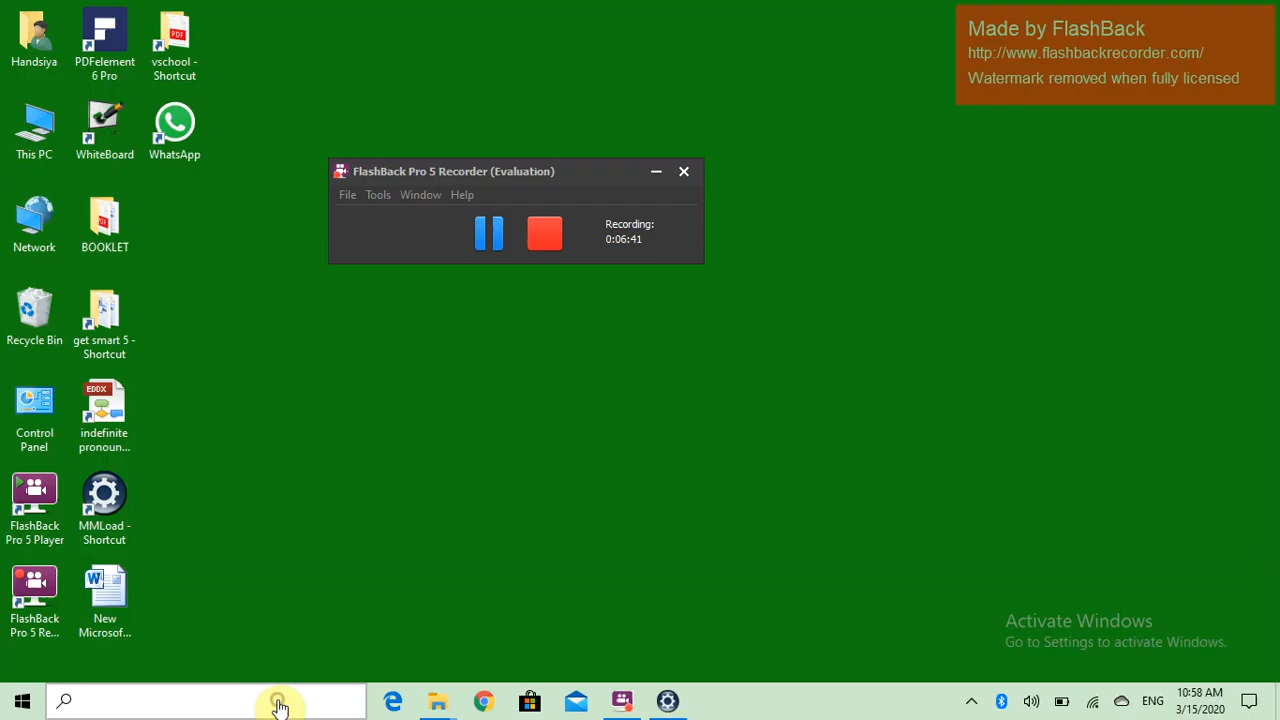 Made by FlashBack
http://www.flashbackrecorder.com/
Watermark removed when fully licensed
Handsiya
PDFelement
6 Pro
PDF
vschool -
Shortcut
This PC
WhiteBoard
WhatsApp
FlashBack Pro 5 Recorder (Evaluation)
File Tools Window Help
Recording:
0:06:41
Network
PDF
BOOKLET
Recycle Bin
get smart 5 -
Shortcut
Control
Panel
EDDX
indefinite
pronoun...
FlashBack
Pro 5 Player
MMLoad -
Shortcut
FlashBack
Pro 5 Re...
W
New
Microsof...
Activate Windows
Go to Settings to activate Windows.
ENG
10:58 AM
3/15/2020